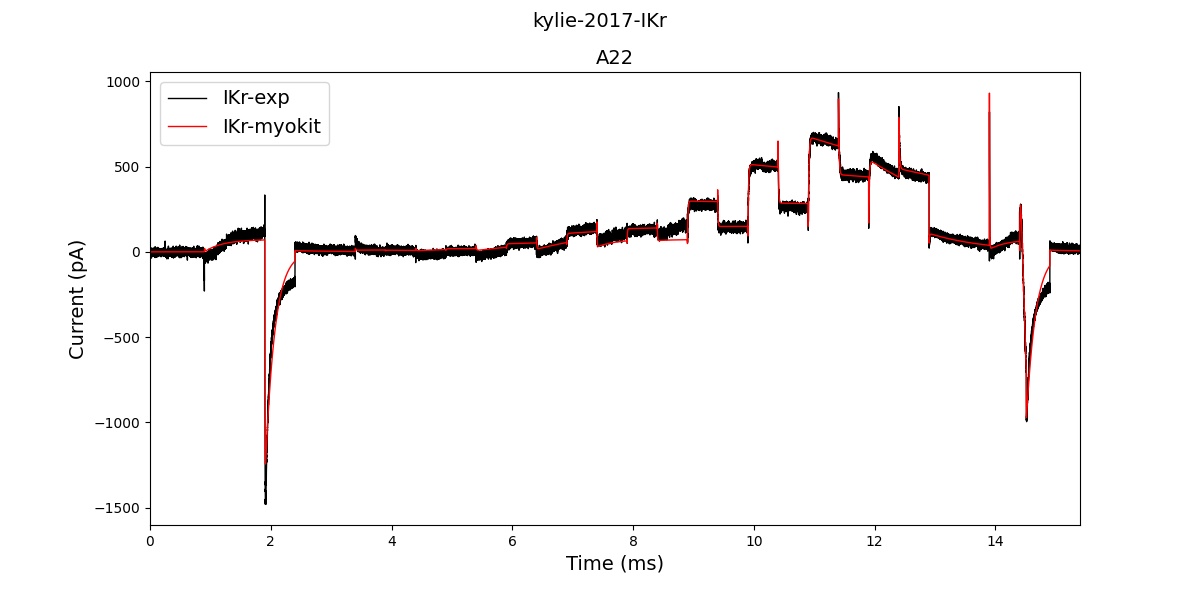 kylie-2017-IKr
A22
IKr-exp
IKr-myokit
Current (pA)
1000
500
0
−500
−1000
−1500
0 2 4 6 8 10 12 14
Time (ms)